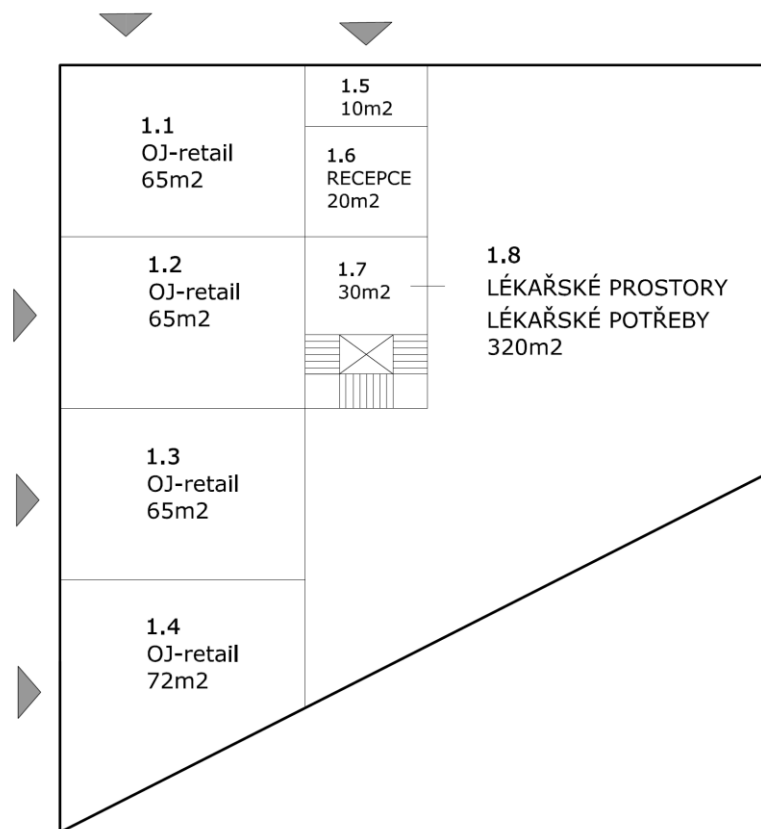 1.1
OJ-retail
65m2
1.5
10m2
1.6
RECEPCE
20m2
1.2
OJ-retail
65m2
1.7
30m2
1.8
LÉKAŘSKÉ PROSTORY
LÉKAŘSKÉ POTŘEBY
320m2
1.3
OJ-retail
65m2
1.4
OJ-retail
72m2